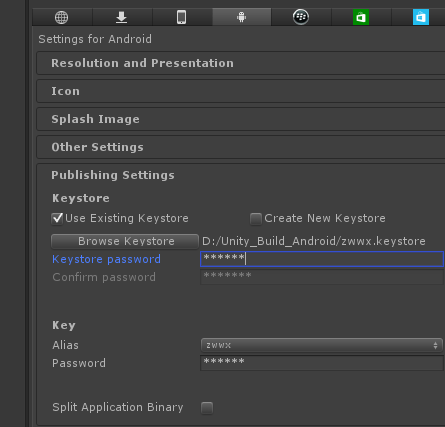 Settings for Android
Resolution and Presentation
Icon
Splash Image
Other Settings
Publishing Settings
Keystore
Use Existing Keystore Create New Keystore
Browse Keystore D:/Unity_Build_Android/zwwx.keystore
Keystore password ******
Confirm password *******
Key
Alias zwwx
Password ******
Split Application Binary